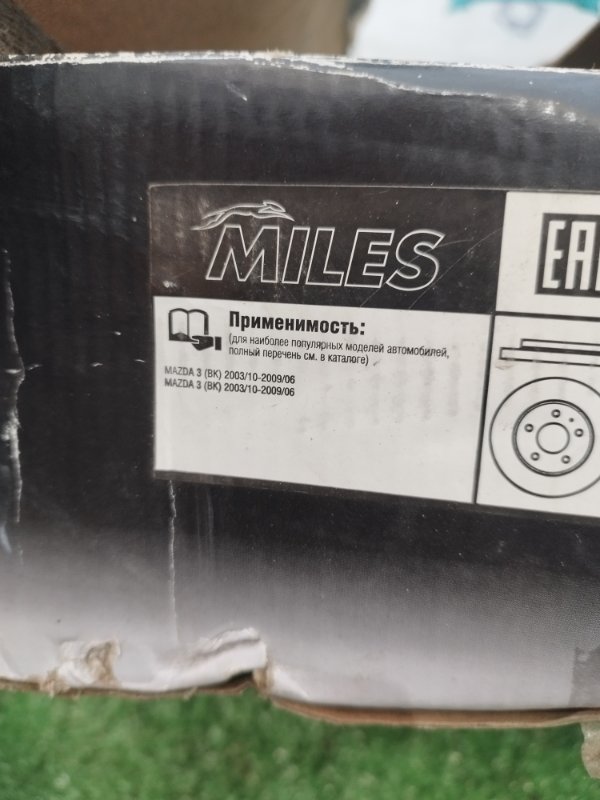 MILES
Применимость:
(для наиболее популярных моделей автомобилей,
полный перечень см. в каталоге)
MAZDA 3 (BK) 2003/10-2009/06
MAZDA 3 (BK) 2003/10-2009/06
EAC